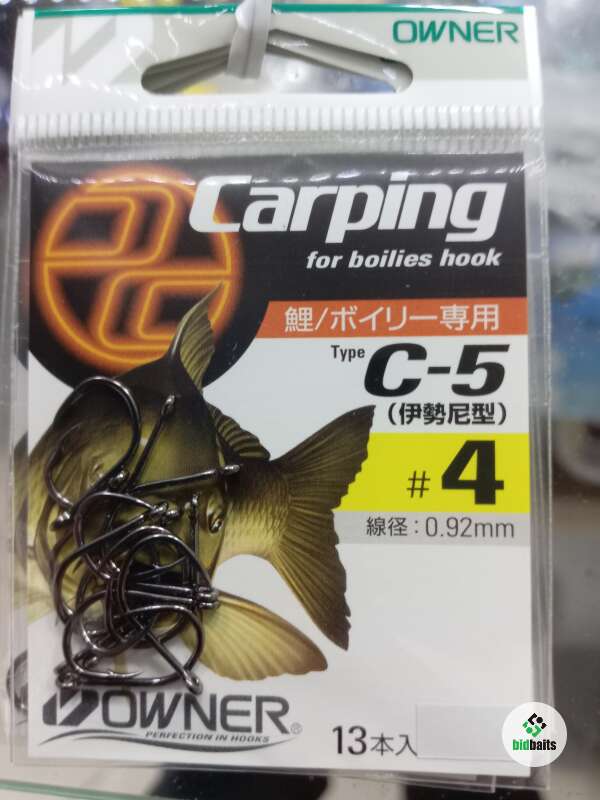 OWNER
Carping
for boilies hook
鯉/ボイリー専用
Type C-5
(伊勢尼型)
#4
線径:0.92mm
OWNER®
PERFECTION IN HOOKS
13本入
bidbaits